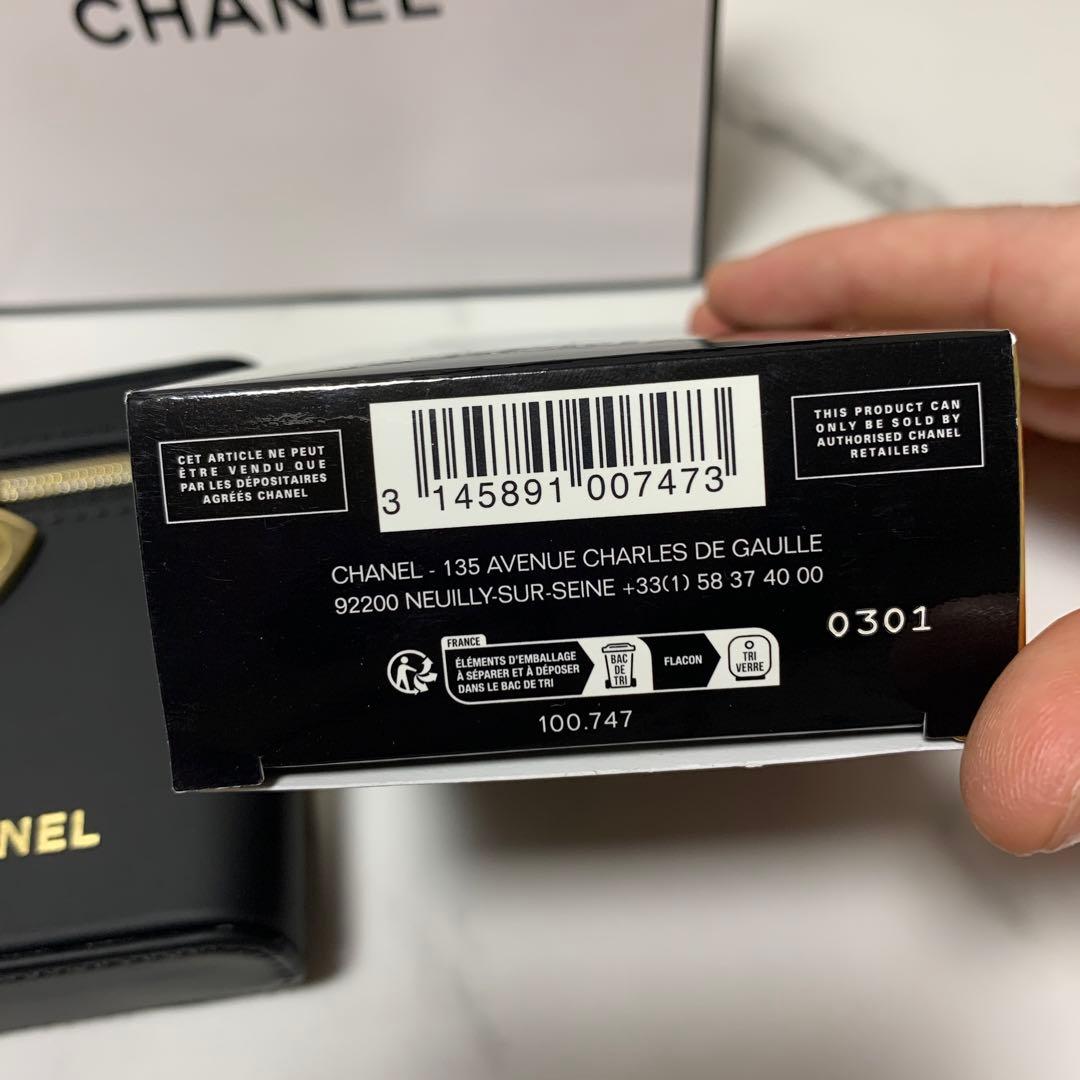 CHANEL
CET ARTICLE NE PEUT
ÊTRE VENDU QUE
PAR LES DÉPOSITAIRES
AGRÉÉS CHANEL
3 145891 007473
THIS PRODUCT CAN
ONLY BE SOLD BY
AUTHORISED CHANEL
RETAILERS
CHANEL - 135 AVENUE CHARLES DE GAULLE
92200 NEUILLY-SUR-SEINE +33(1) 58 37 40 00
0301
FRANCE
ÉLÉMENTS D'EMBALLAGE
À SÉPARER ET À DÉPOSER
DANS LE BAC DE TRI
BAC
DE
TRI
FLACON
TRI
VERRE
100.747
NEL